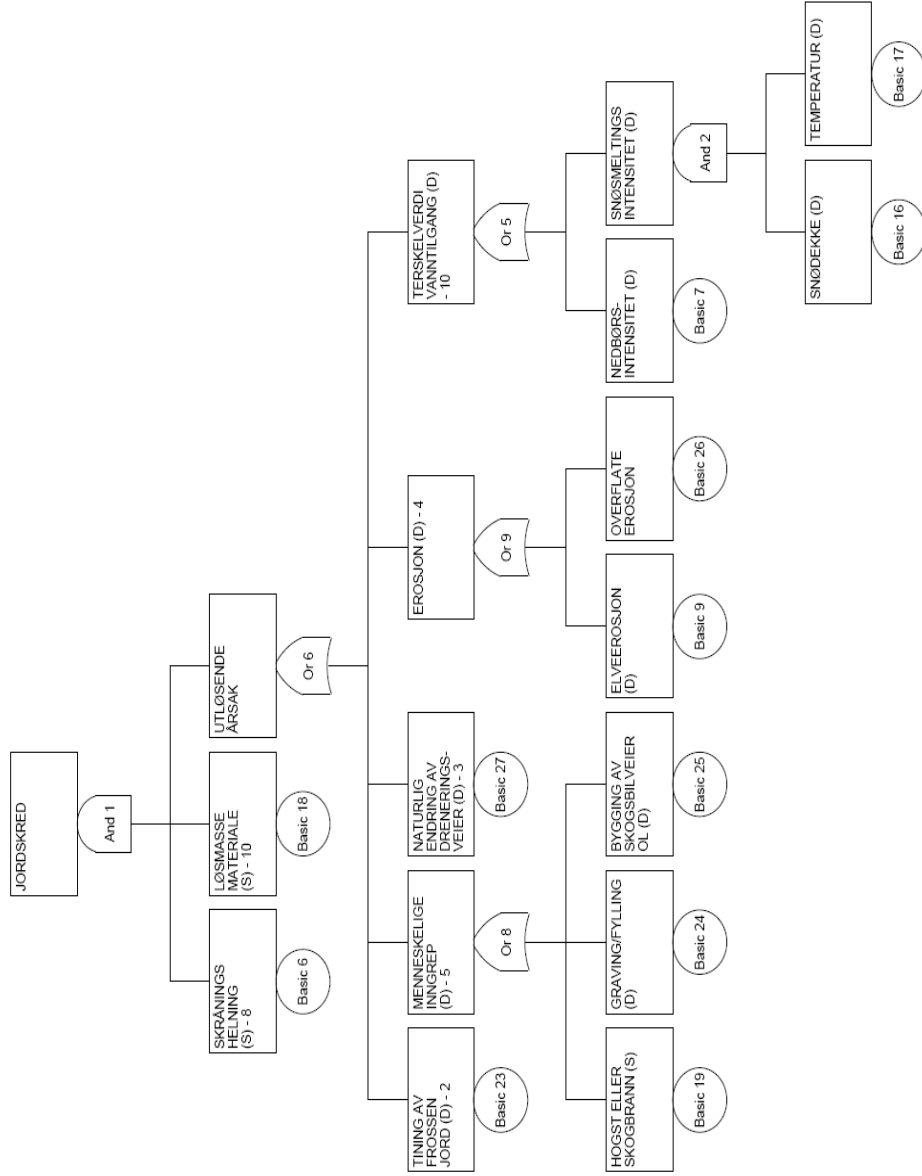 JORDSKRED
And 1
SKRÅNINGS
HELNING
(S) - 8
Basic 6
LØSMASSE
MATERIALE
(S) - 10
Basic 18
UTLØSENDE
ÅRSAK
Or 6
TINING AV
FROSSEN
JORD (D) - 2
Basic 23
MENNESKELIGE
INNGREP
(D) - 5
Or 8
NATURLIG
ENDRING AV
DRENERINGS-
VEIER (D) - 3
Basic 27
EROSJON (D) - 4
Or 9
TERSKELVERDI
VANNTILGANG (D)
- 10
Or 5
HOGST ELLER
SKOGBRANN (S)
Basic 19
GRAVING/FYLLING
(D)
Basic 24
BYGGING AV
SKOGSBILVEIER
OL (D)
Basic 25
ELVEEROSJON
(D)
Basic 9
OVERFLATE
EROSJON
Basic 26
NEDBØRS-
INTENSITET (D)
Basic 7
SNØSMELTINGS
INTENSITET (D)
And 2
SNØDEKKE (D)
Basic 16
TEMPERATUR (D)
Basic 17